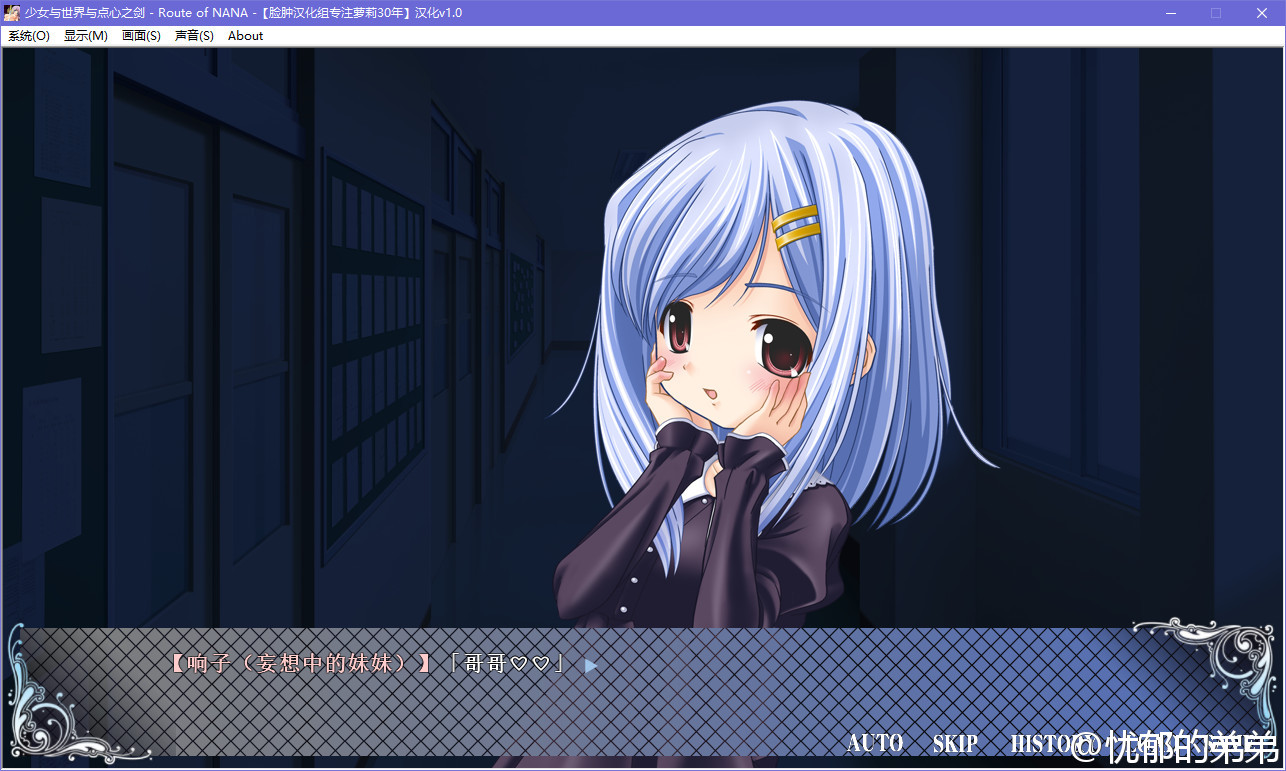 少女与世界与点心之剑 - Route of NANA -【脸肿汉化组专注萝莉30年】汉化v1.0
系统(O) 显示(M) 画面(S) 声音(S) About
【响子（妄想中的妹妹）】「哥哥♡♡」
AUTO SKIP HISTORY
@忧郁的弟弟